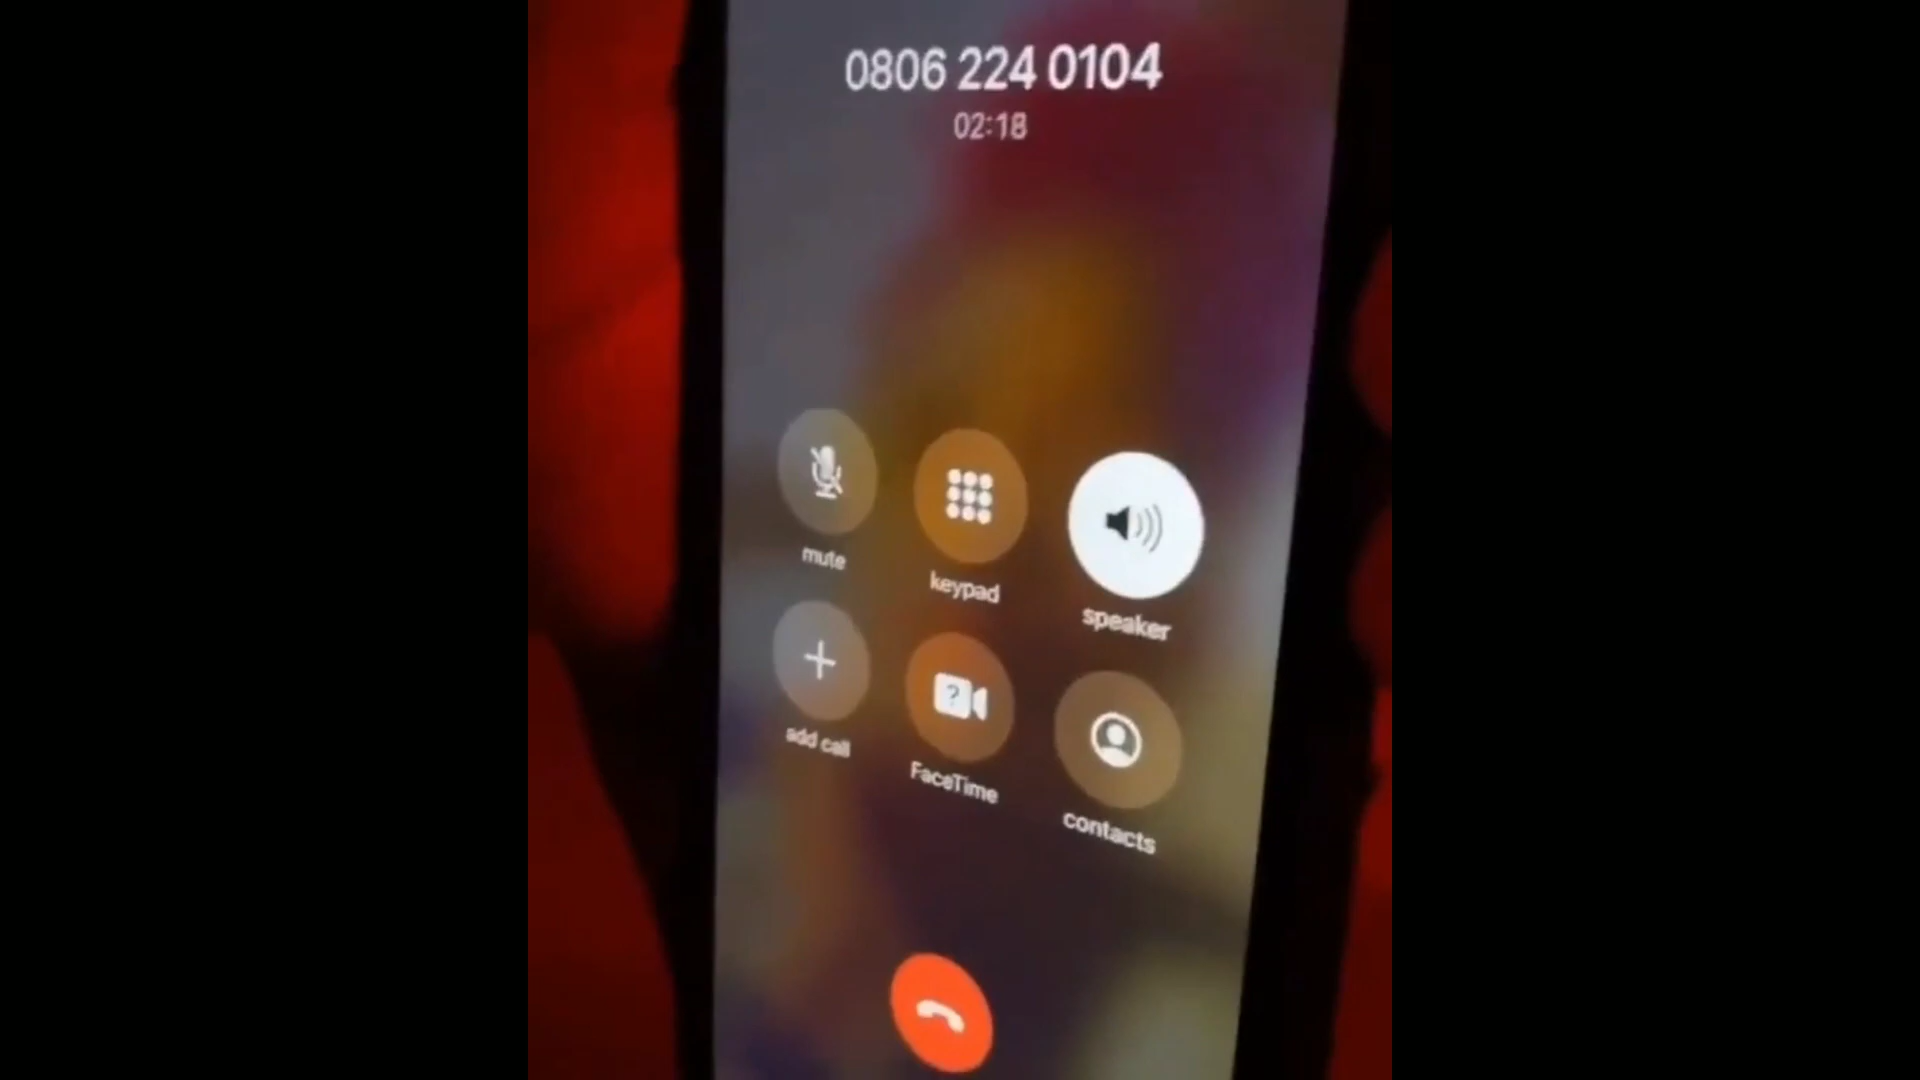 0806 224 0104
02:18
mute
keypad
speaker
?
add call
FaceTime
contacts